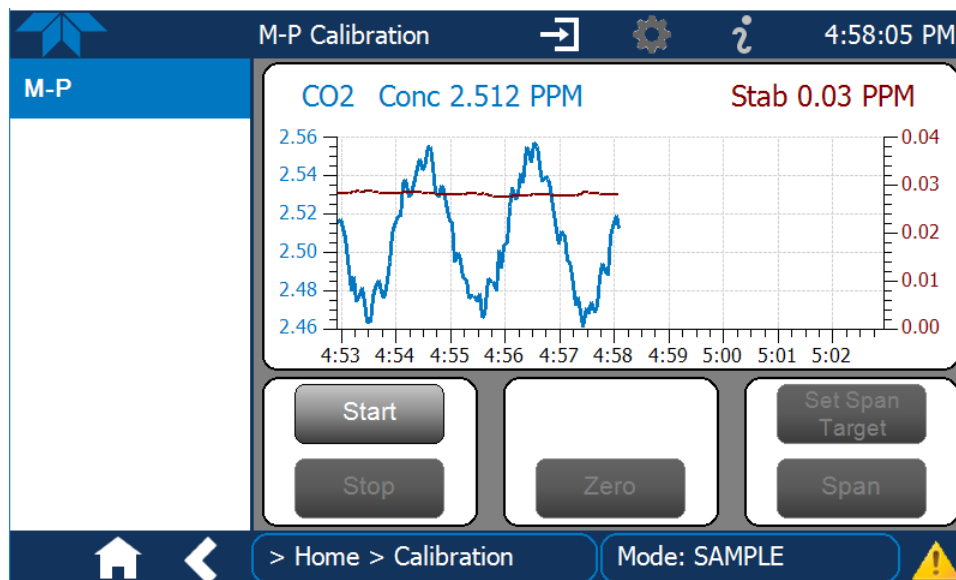 M-P Calibration
4:58:05 PM
M-P
CO2 Conc 2.512 PPM
Stab 0.03 PPM
2.56
2.54
2.52
2.50
2.48
2.46
0.04
0.03
0.02
0.01
0.00
4:53 4:54 4:55 4:56 4:57 4:58 4:59 5:00 5:01 5:02
Start
Stop
Zero
Set Span
Target
Span
> Home > Calibration
Mode: SAMPLE